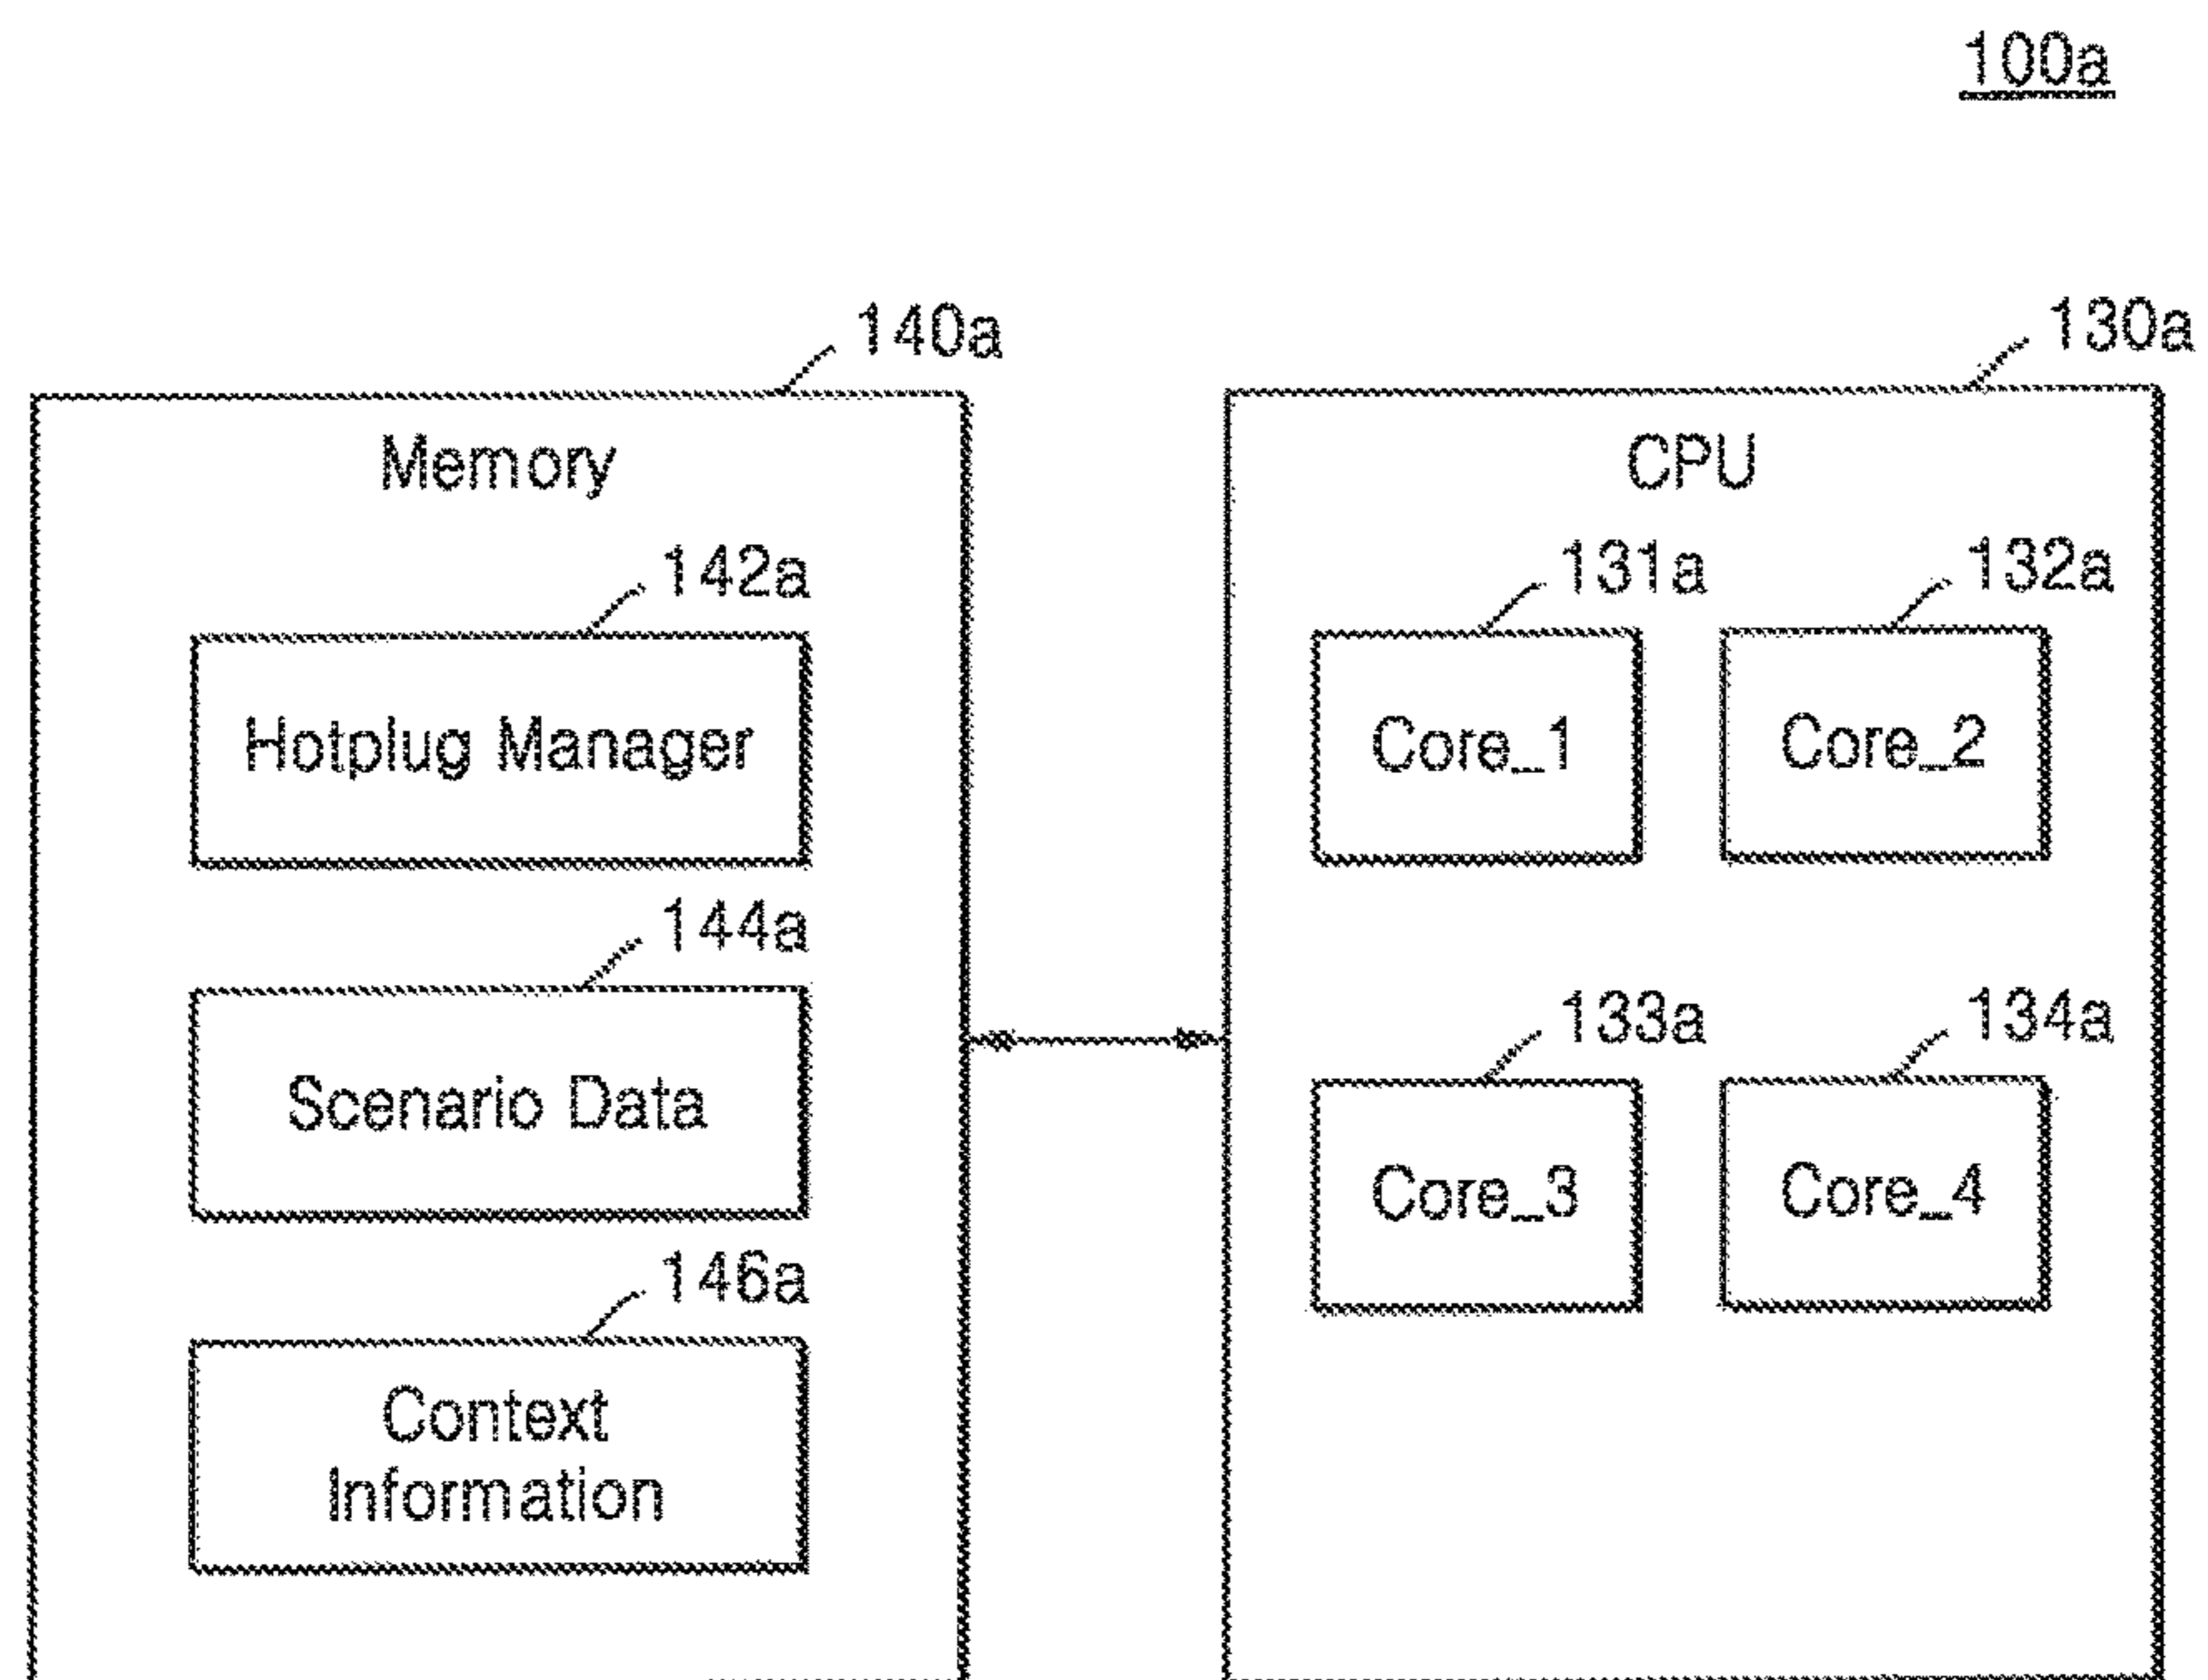 100a
140a
130a
Memory
CPU
142a
131a
132a
Hotplug Manager
Core_1
Core_2
144a
133a
134a
Scenario Data
Core_3
Core_4
146a
Context
Information